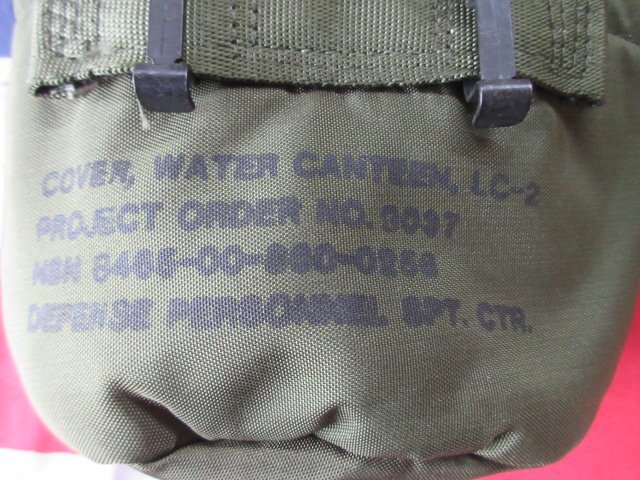 COVER, WATER CANTEEN, LC-2
PROJECT ORDER NO. 3037
NSN 8465-00-860-0256
DEFENSE PERSONNEL SPT. CTR.